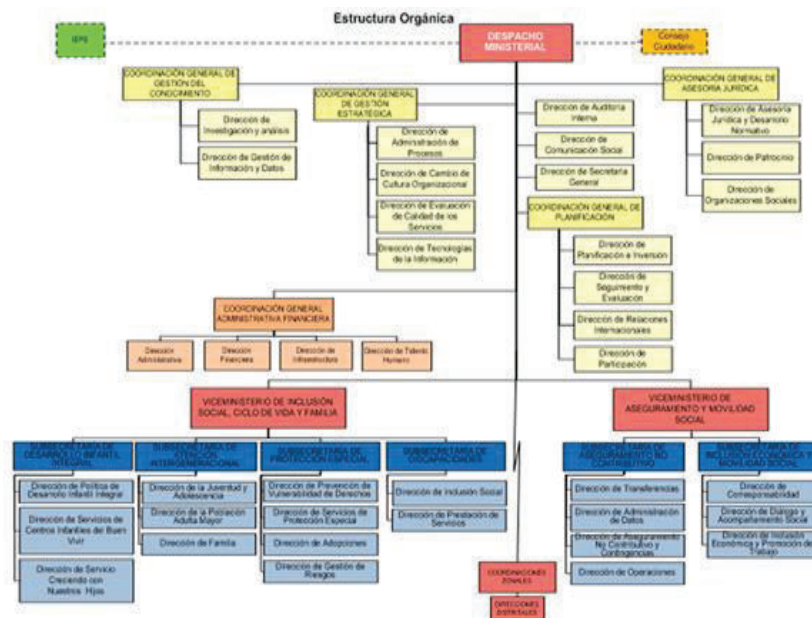 Estructura Orgánica
IEPS
DESPACHO
MINISTERIAL
Consejo
Ciudadano
COORDINACIÓN GENERAL DE
GESTIÓN DEL
CONOCIMIENTO
Dirección de
Investigación y análisis
Dirección de Gestión de
Información y Datos
COORDINACIÓN GENERAL
DE GESTIÓN
ESTRATÉGICA
Dirección de
Administración de
Procesos
Dirección de Cambio de
Cultura Organizacional
Dirección de Evaluación
de Calidad de los
Servicios
Dirección de Tecnologías
de la Información
Dirección de Auditoría
Interna
Dirección de
Comunicación Social
Dirección de Secretaría
General
COORDINACIÓN GENERAL DE
PLANIFICACIÓN
Dirección de
Planificación e Inversión
Dirección de
Seguimiento y
Evaluación
Dirección de Relaciones
Internacionales
Dirección de
Participación
COORDINACIÓN GENERAL
DE ASESORÍA JURÍDICA
Dirección de Asesoría
Jurídica y Desarrollo
Normativo
Dirección de Patrocinio
Dirección de
Organizaciones Sociales
COORDINACIÓN GENERAL
ADMINISTRATIVA FINANCIERA
Dirección
Administrativa
Dirección
Financiera
Dirección de
Infraestructura
Dirección de Talento
Humano
VICEMINISTERIO DE INCLUSIÓN
SOCIAL, CICLO DE VIDA Y FAMILIA
SUBSECRETARÍA DE
DESARROLLO INFANTIL
INTEGRAL
Dirección de Política de
Desarrollo Infantil Integral
Dirección de Servicios de
Centros Infantiles del Buen
Vivir
Dirección de Servicio
Creciendo con
Nuestros Hijos
SUBSECRETARÍA DE
ATENCIÓN
INTERGENERACIONAL
Dirección de la Juventud y
Adolescencia
Dirección de la Población
Adulta Mayor
Dirección de Familia
SUBSECRETARÍA DE
PROTECCIÓN ESPECIAL
Dirección de Prevención de
Vulnerabilidad de Derechos
Dirección de Servicios de
Protección Especial
Dirección de Adopciones
Dirección de Gestión de
Riesgos
SUBSECRETARÍA DE
DISCAPACIDADES
Dirección de Inclusión Social
Dirección de Prestación de
Servicios
VICEMINISTERIO DE
ASEGURAMIENTO Y MOVILIDAD
SOCIAL
SUBSECRETARÍA DE
ASEGURAMIENTO NO
CONTRIBUTIVO
Dirección de Transferencias
Dirección de Administración
de Datos
Dirección de Aseguramiento
No Contributivo y
Contingencias
Dirección de Operaciones
SUBSECRETARÍA DE
INCLUSIÓN ECONÓMICA Y
MOVILIDAD SOCIAL
Dirección de
Corresponsabilidad
Dirección de Diálogo y
Acompañamiento Social
Dirección de Inclusión
Económica y Promoción de
Trabajo
COORDINACIONES
ZONALES
DIRECCIONES
DISTRITALES